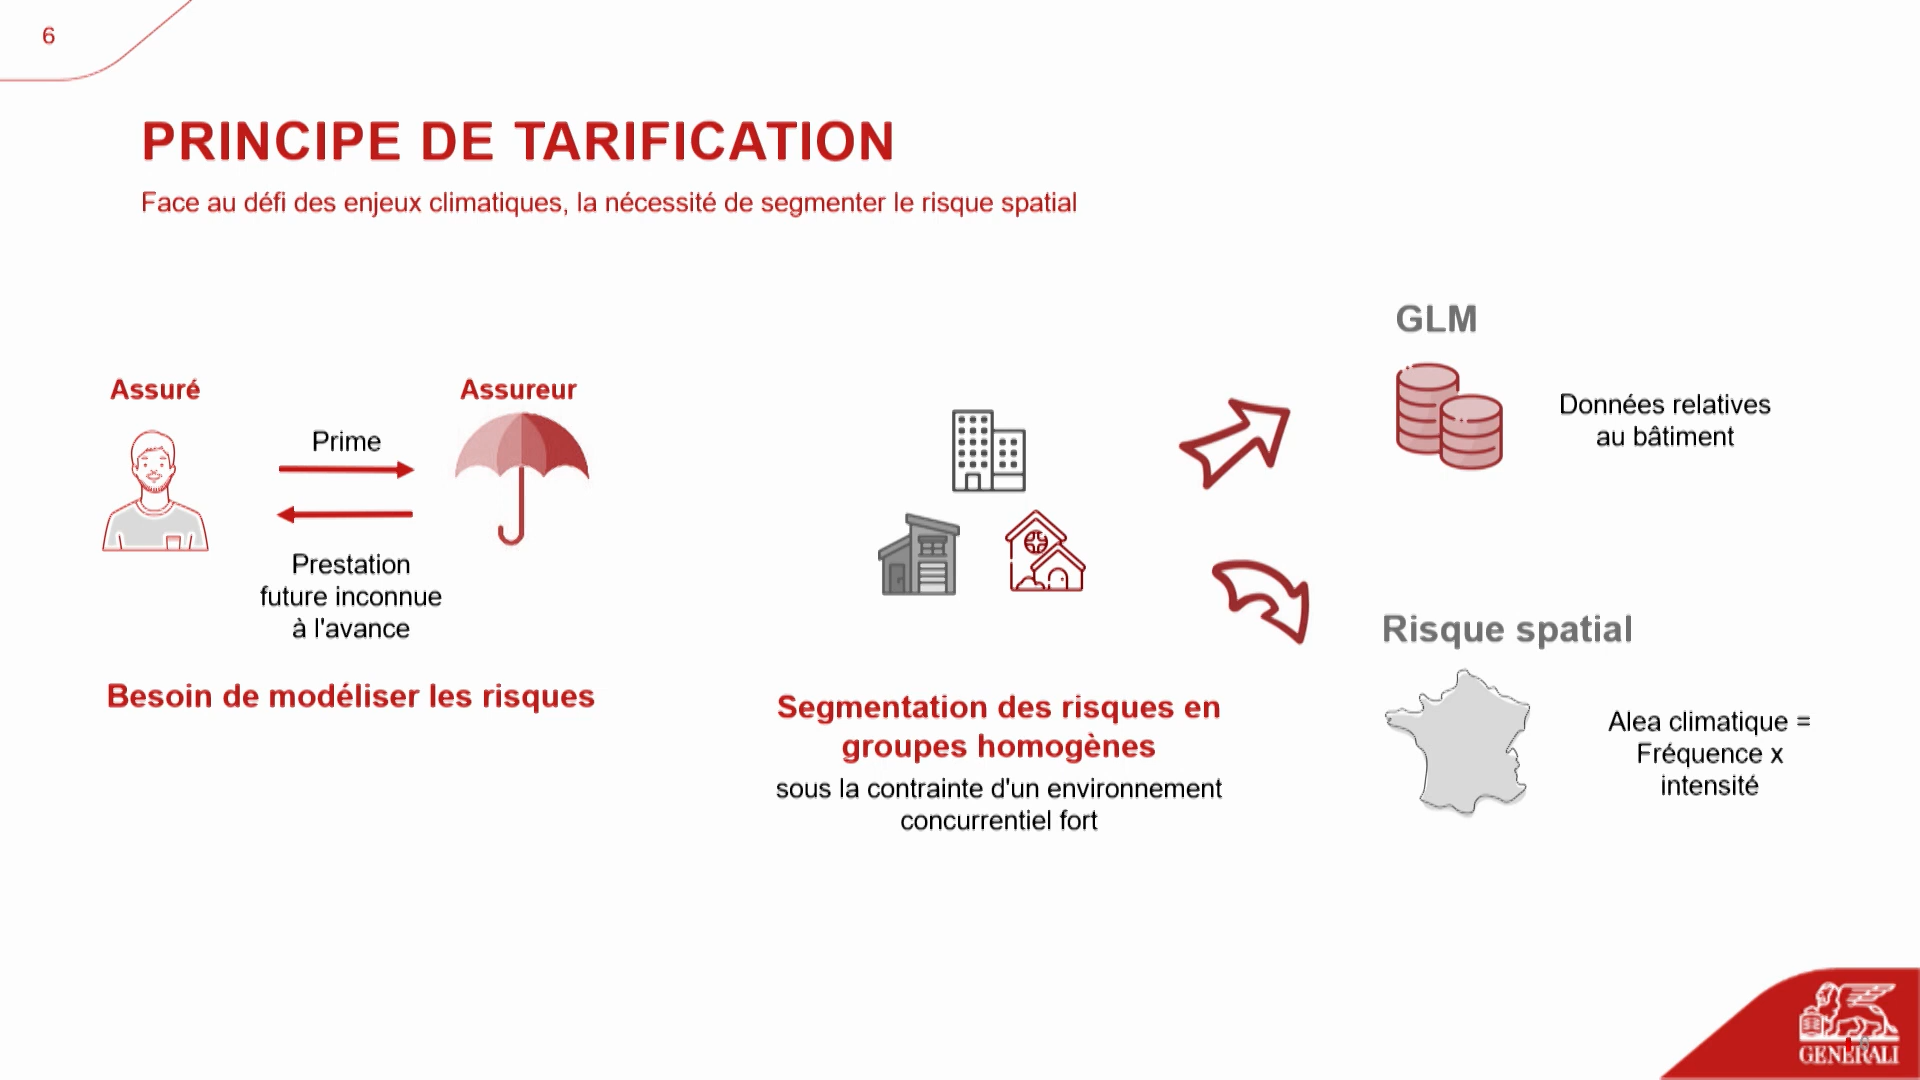 6
PRINCIPE DE TARIFICATION
Face au défi des enjeux climatiques, la nécessité de segmenter le risque spatial
Assuré
Assureur
Prime
Prestation
future inconnue
à l'avance
Besoin de modéliser les risques
Segmentation des risques en
groupes homogènes
sous la contrainte d'un environnement
concurrentiel fort
GLM
Données relatives
au bâtiment
Risque spatial
Alea climatique =
Fréquence x
intensité
GENERALI